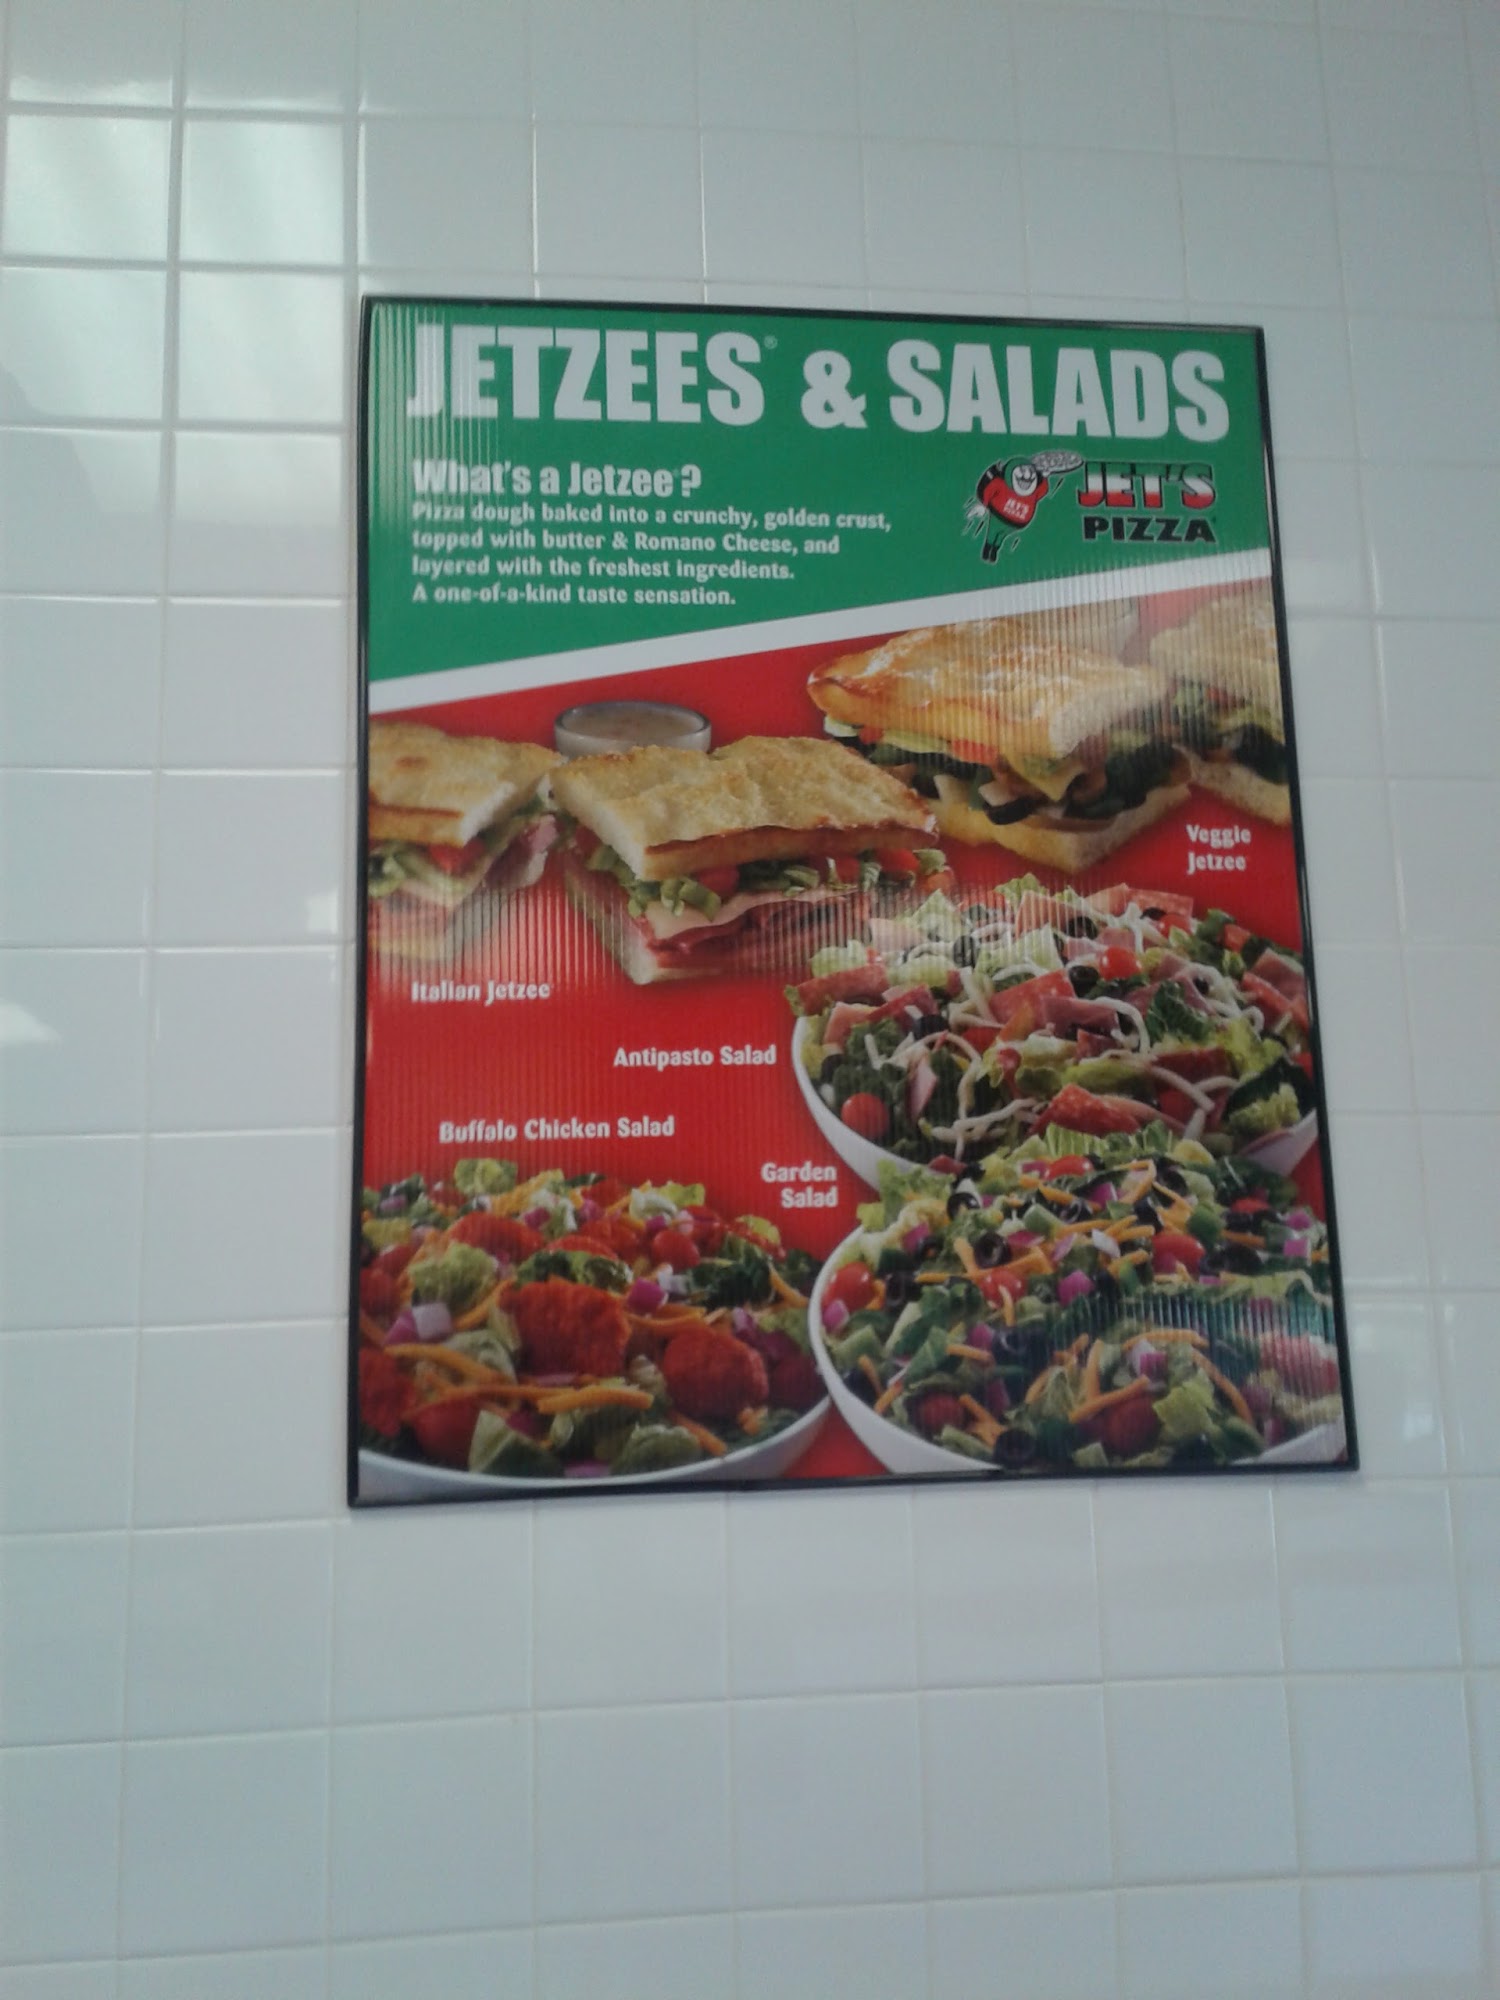 JETZEES® & SALADS
What's a Jetzee®?
Pizza dough baked into a crunchy, golden crust,
topped with butter & Romano Cheese, and
layered with the freshest ingredients.
A one-of-a-kind taste sensation.
JET'S
PIZZA
Veggie
Jetzee
Italian Jetzee
Antipasto Salad
Buffalo Chicken Salad
Garden
Salad